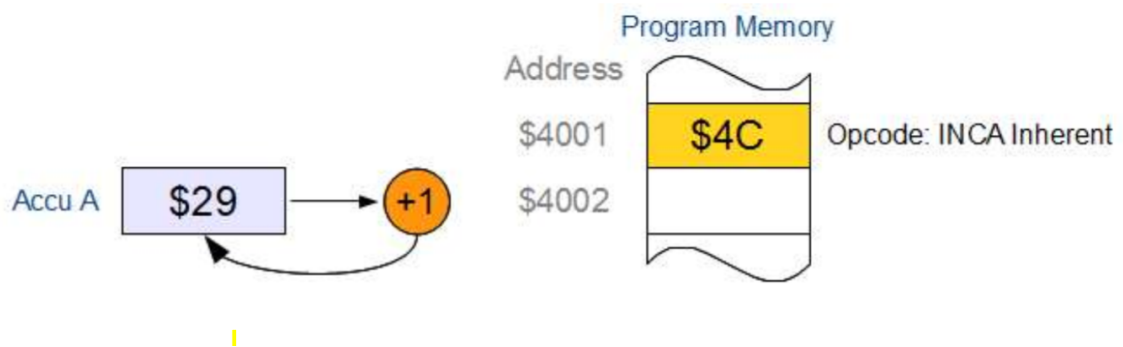 Program Memory
Address
$4001 $4C Opcode: INCA Inherent
Accu A $29 +1 $4002